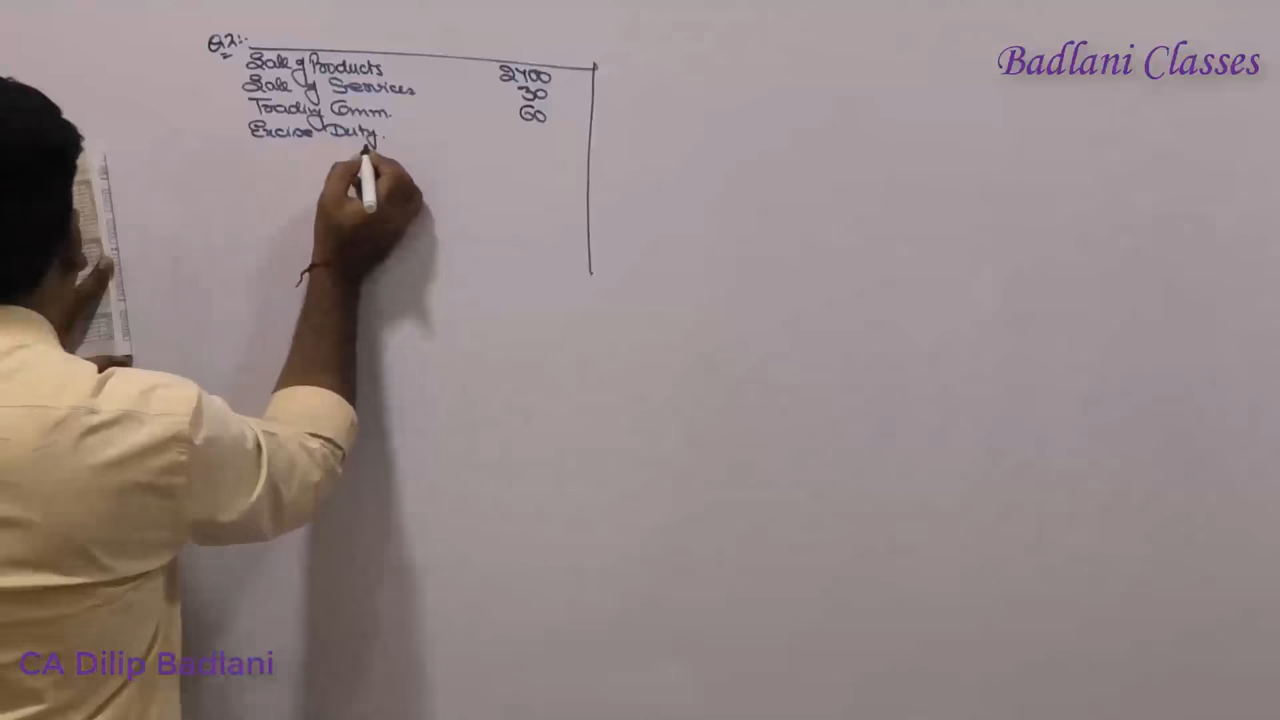 Q2:-
Sale of Products 2400
Sale of Services 30
Trading Comm. 60
Excise Duty.
Badlani Classes
CA Dilip Badlani